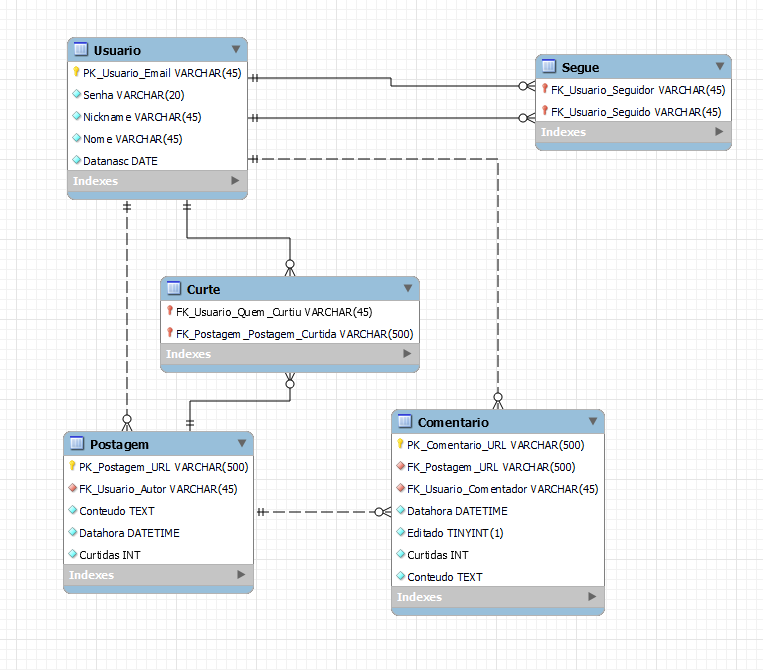 Usuario
PK_Usuario_Email VARCHAR(45)
Senha VARCHAR(20)
Nickname VARCHAR(45)
Nome VARCHAR(45)
Datanasc DATE
Indexes
Segue
FK_Usuario_Seguidor VARCHAR(45)
FK_Usuario_Seguido VARCHAR(45)
Indexes
Curte
FK_Usuario_Quem_Curtiu VARCHAR(45)
FK_Postagem_Postagem_Curtida VARCHAR(500)
Indexes
Postagem
PK_Postagem_URL VARCHAR(500)
FK_Usuario_Autor VARCHAR(45)
Conteudo TEXT
Datahora DATETIME
Curtidas INT
Indexes
Comentario
PK_Comentario_URL VARCHAR(500)
FK_Postagem_URL VARCHAR(500)
FK_Usuario_Comentador VARCHAR(45)
Datahora DATETIME
Editado TINYINT(1)
Curtidas INT
Conteudo TEXT
Indexes